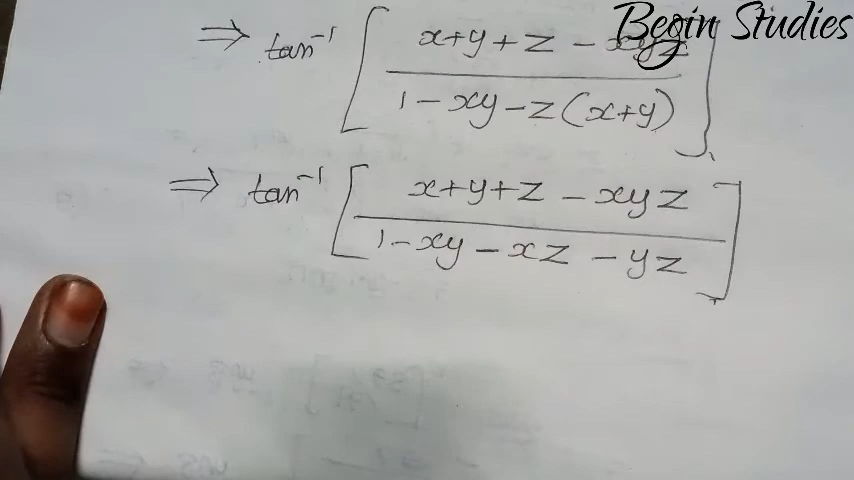 Begin Studies
⇒ tan⁻¹ [ x+y+z - xyz
1-xy-z(x+y) ]
⇒ tan⁻¹ [ x+y+z - xyz
1-xy-xz-yz ]